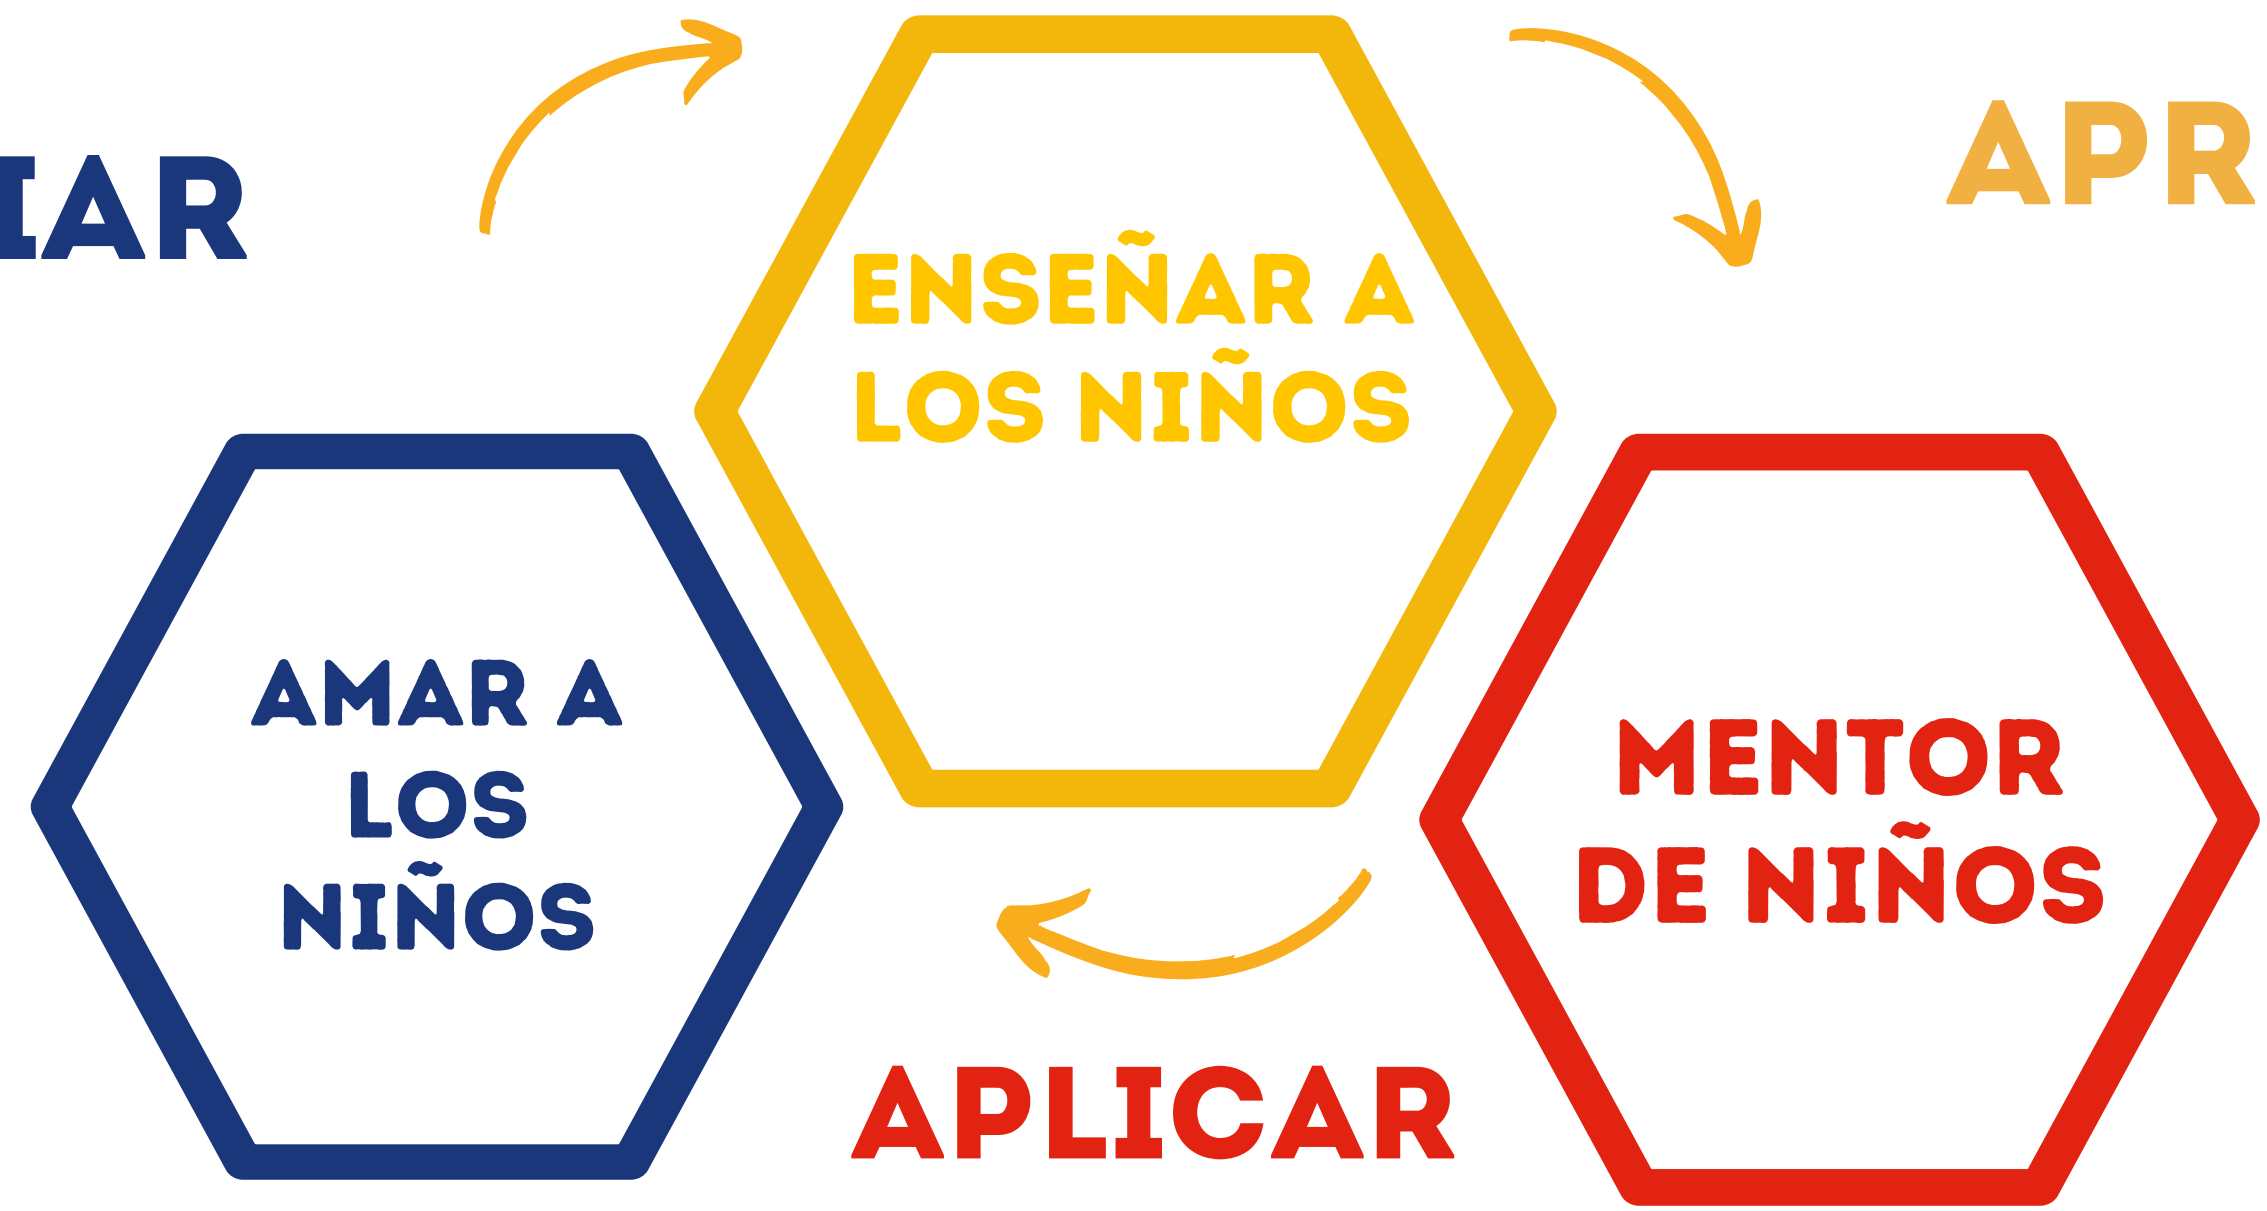 IAR
APR
ENSEÑAR A
LOS NIÑOS
AMAR A
LOS
NIÑOS
MENTOR
DE NIÑOS
APLICAR